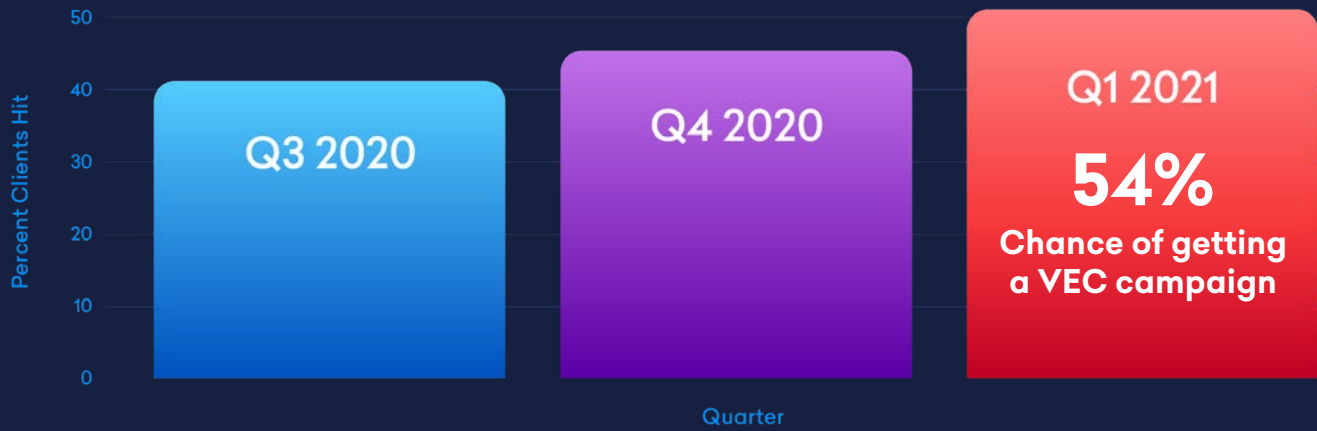 50
40
30
20
10
0
Percent Clients Hit
Q3 2020
Q4 2020
Q1 2021
54%
Chance of getting
a VEC campaign
Quarter